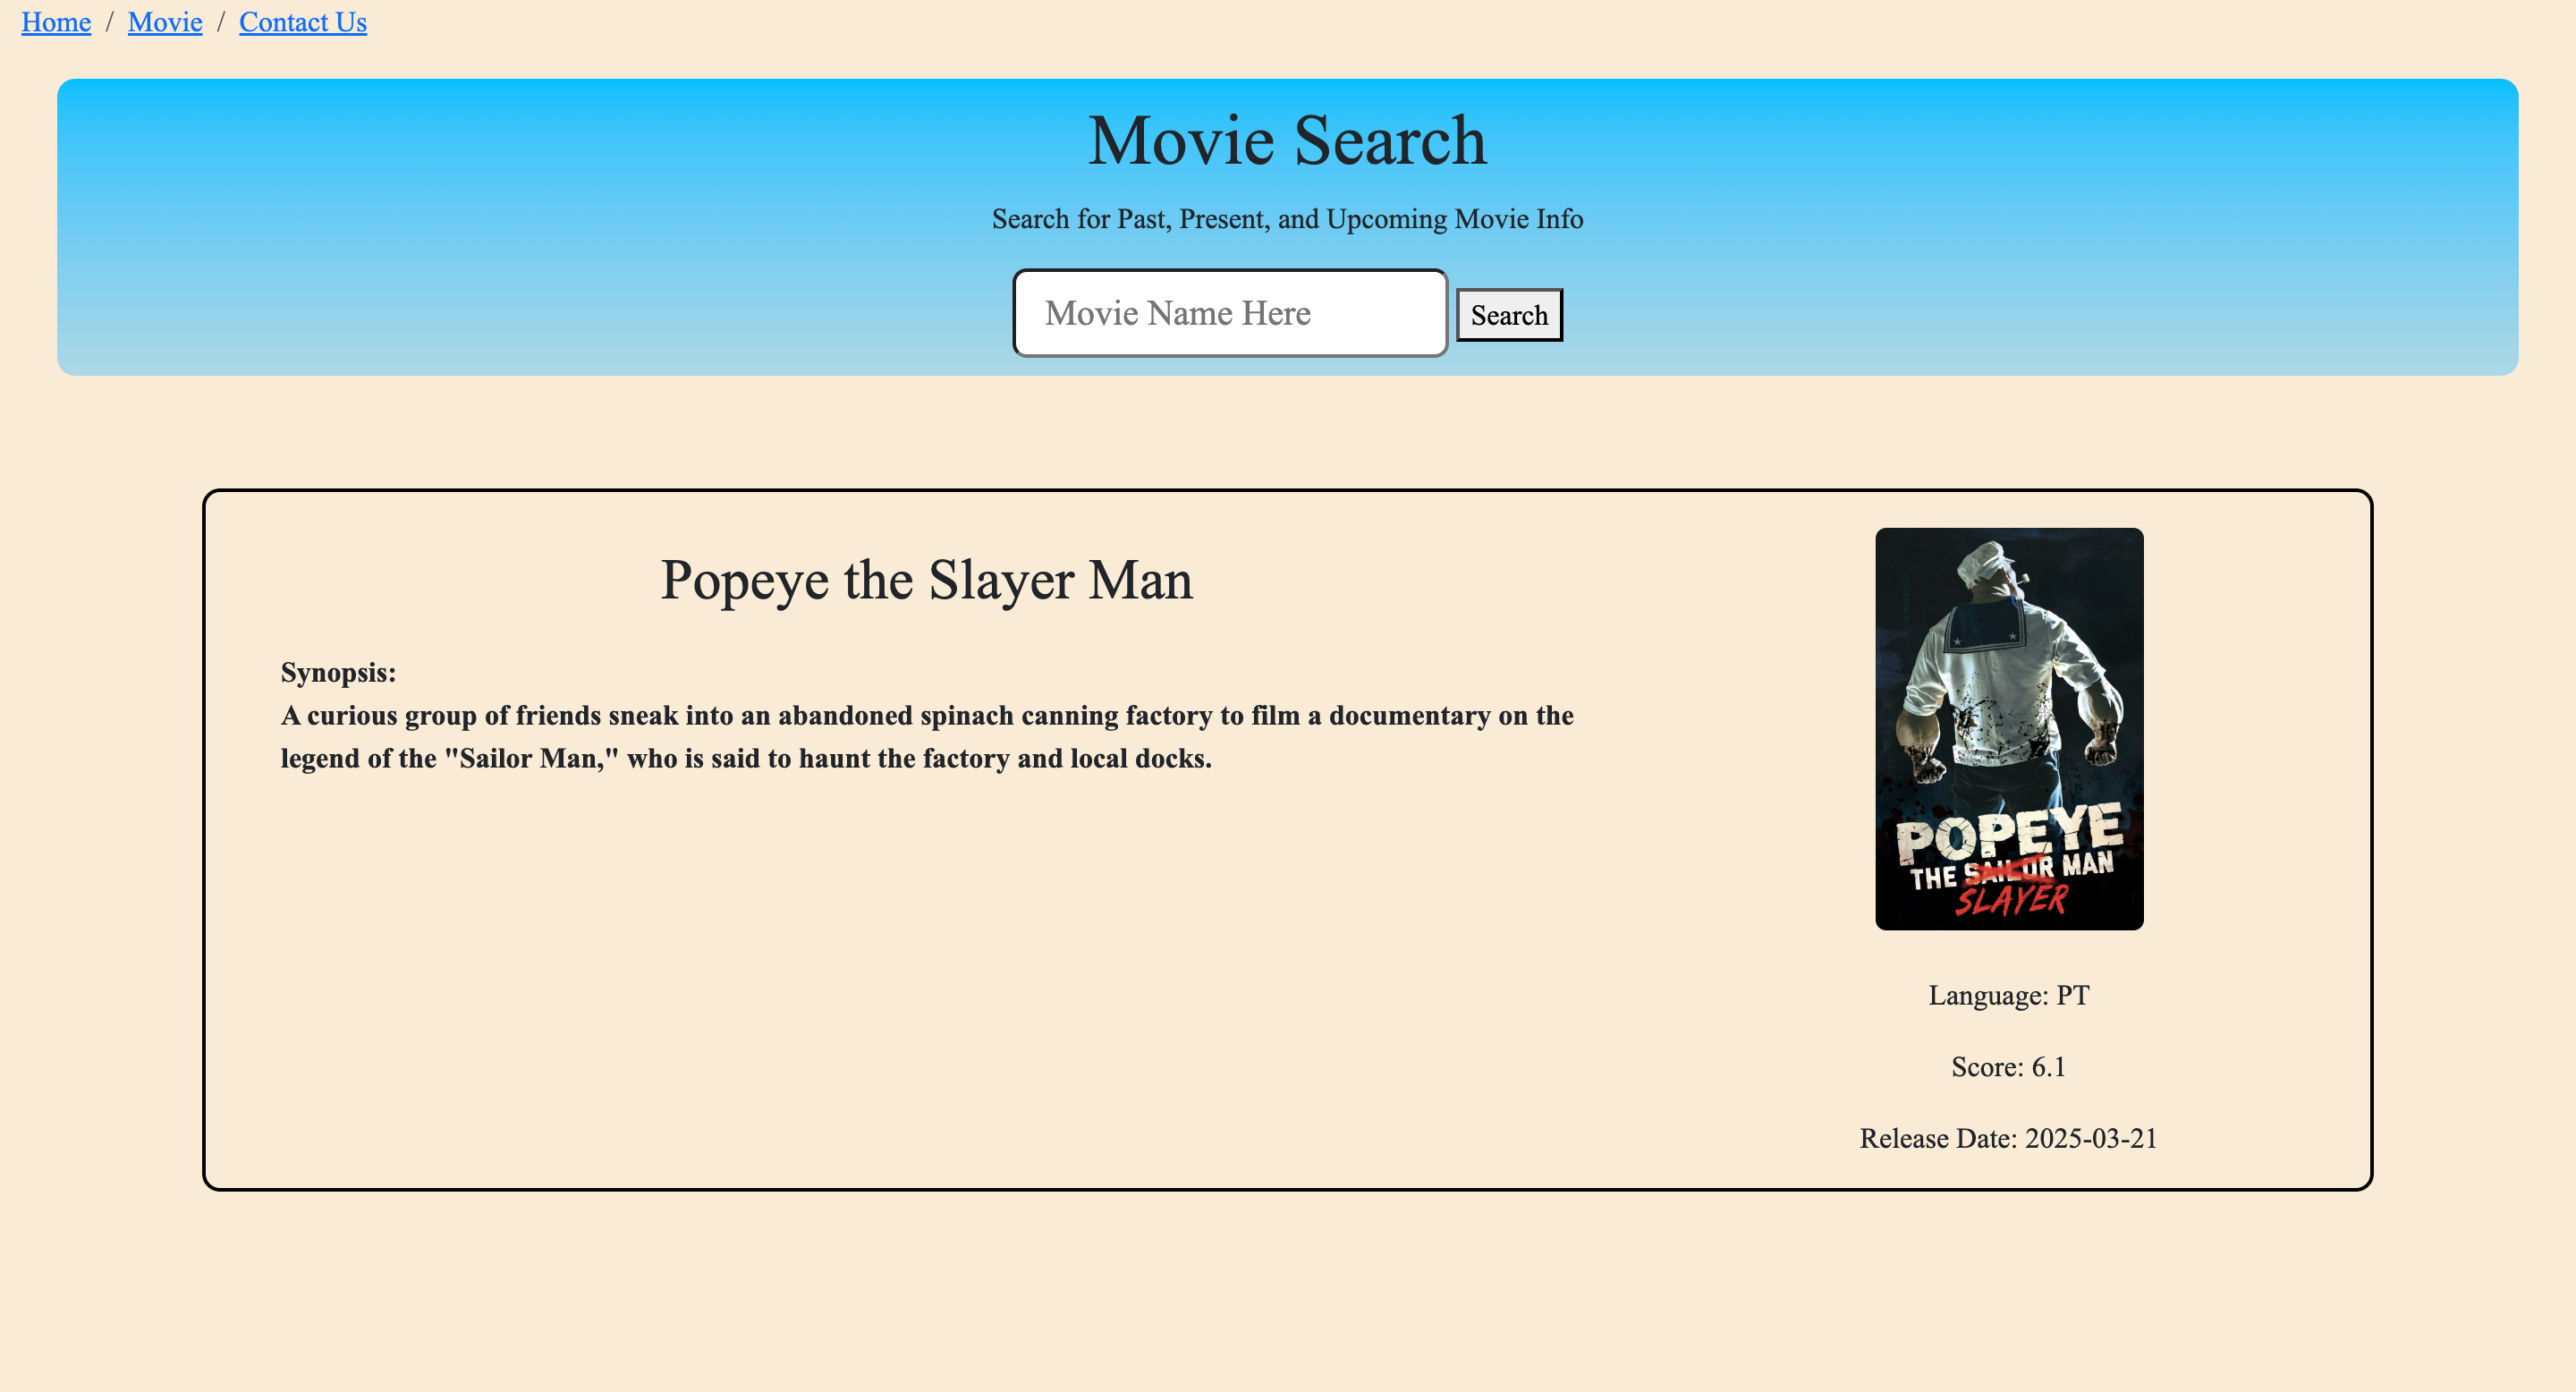 Home / Movie / Contact Us
Movie Search
Search for Past, Present, and Upcoming Movie Info
Movie Name Here
Search
Popeye the Slayer Man
Synopsis:
A curious group of friends sneak into an abandoned spinach canning factory to film a documentary on the
legend of the "Sailor Man," who is said to haunt the factory and local docks.
POPEYE
THE SAILOR MAN
SLAYER
Language: PT
Score: 6.1
Release Date: 2025-03-21